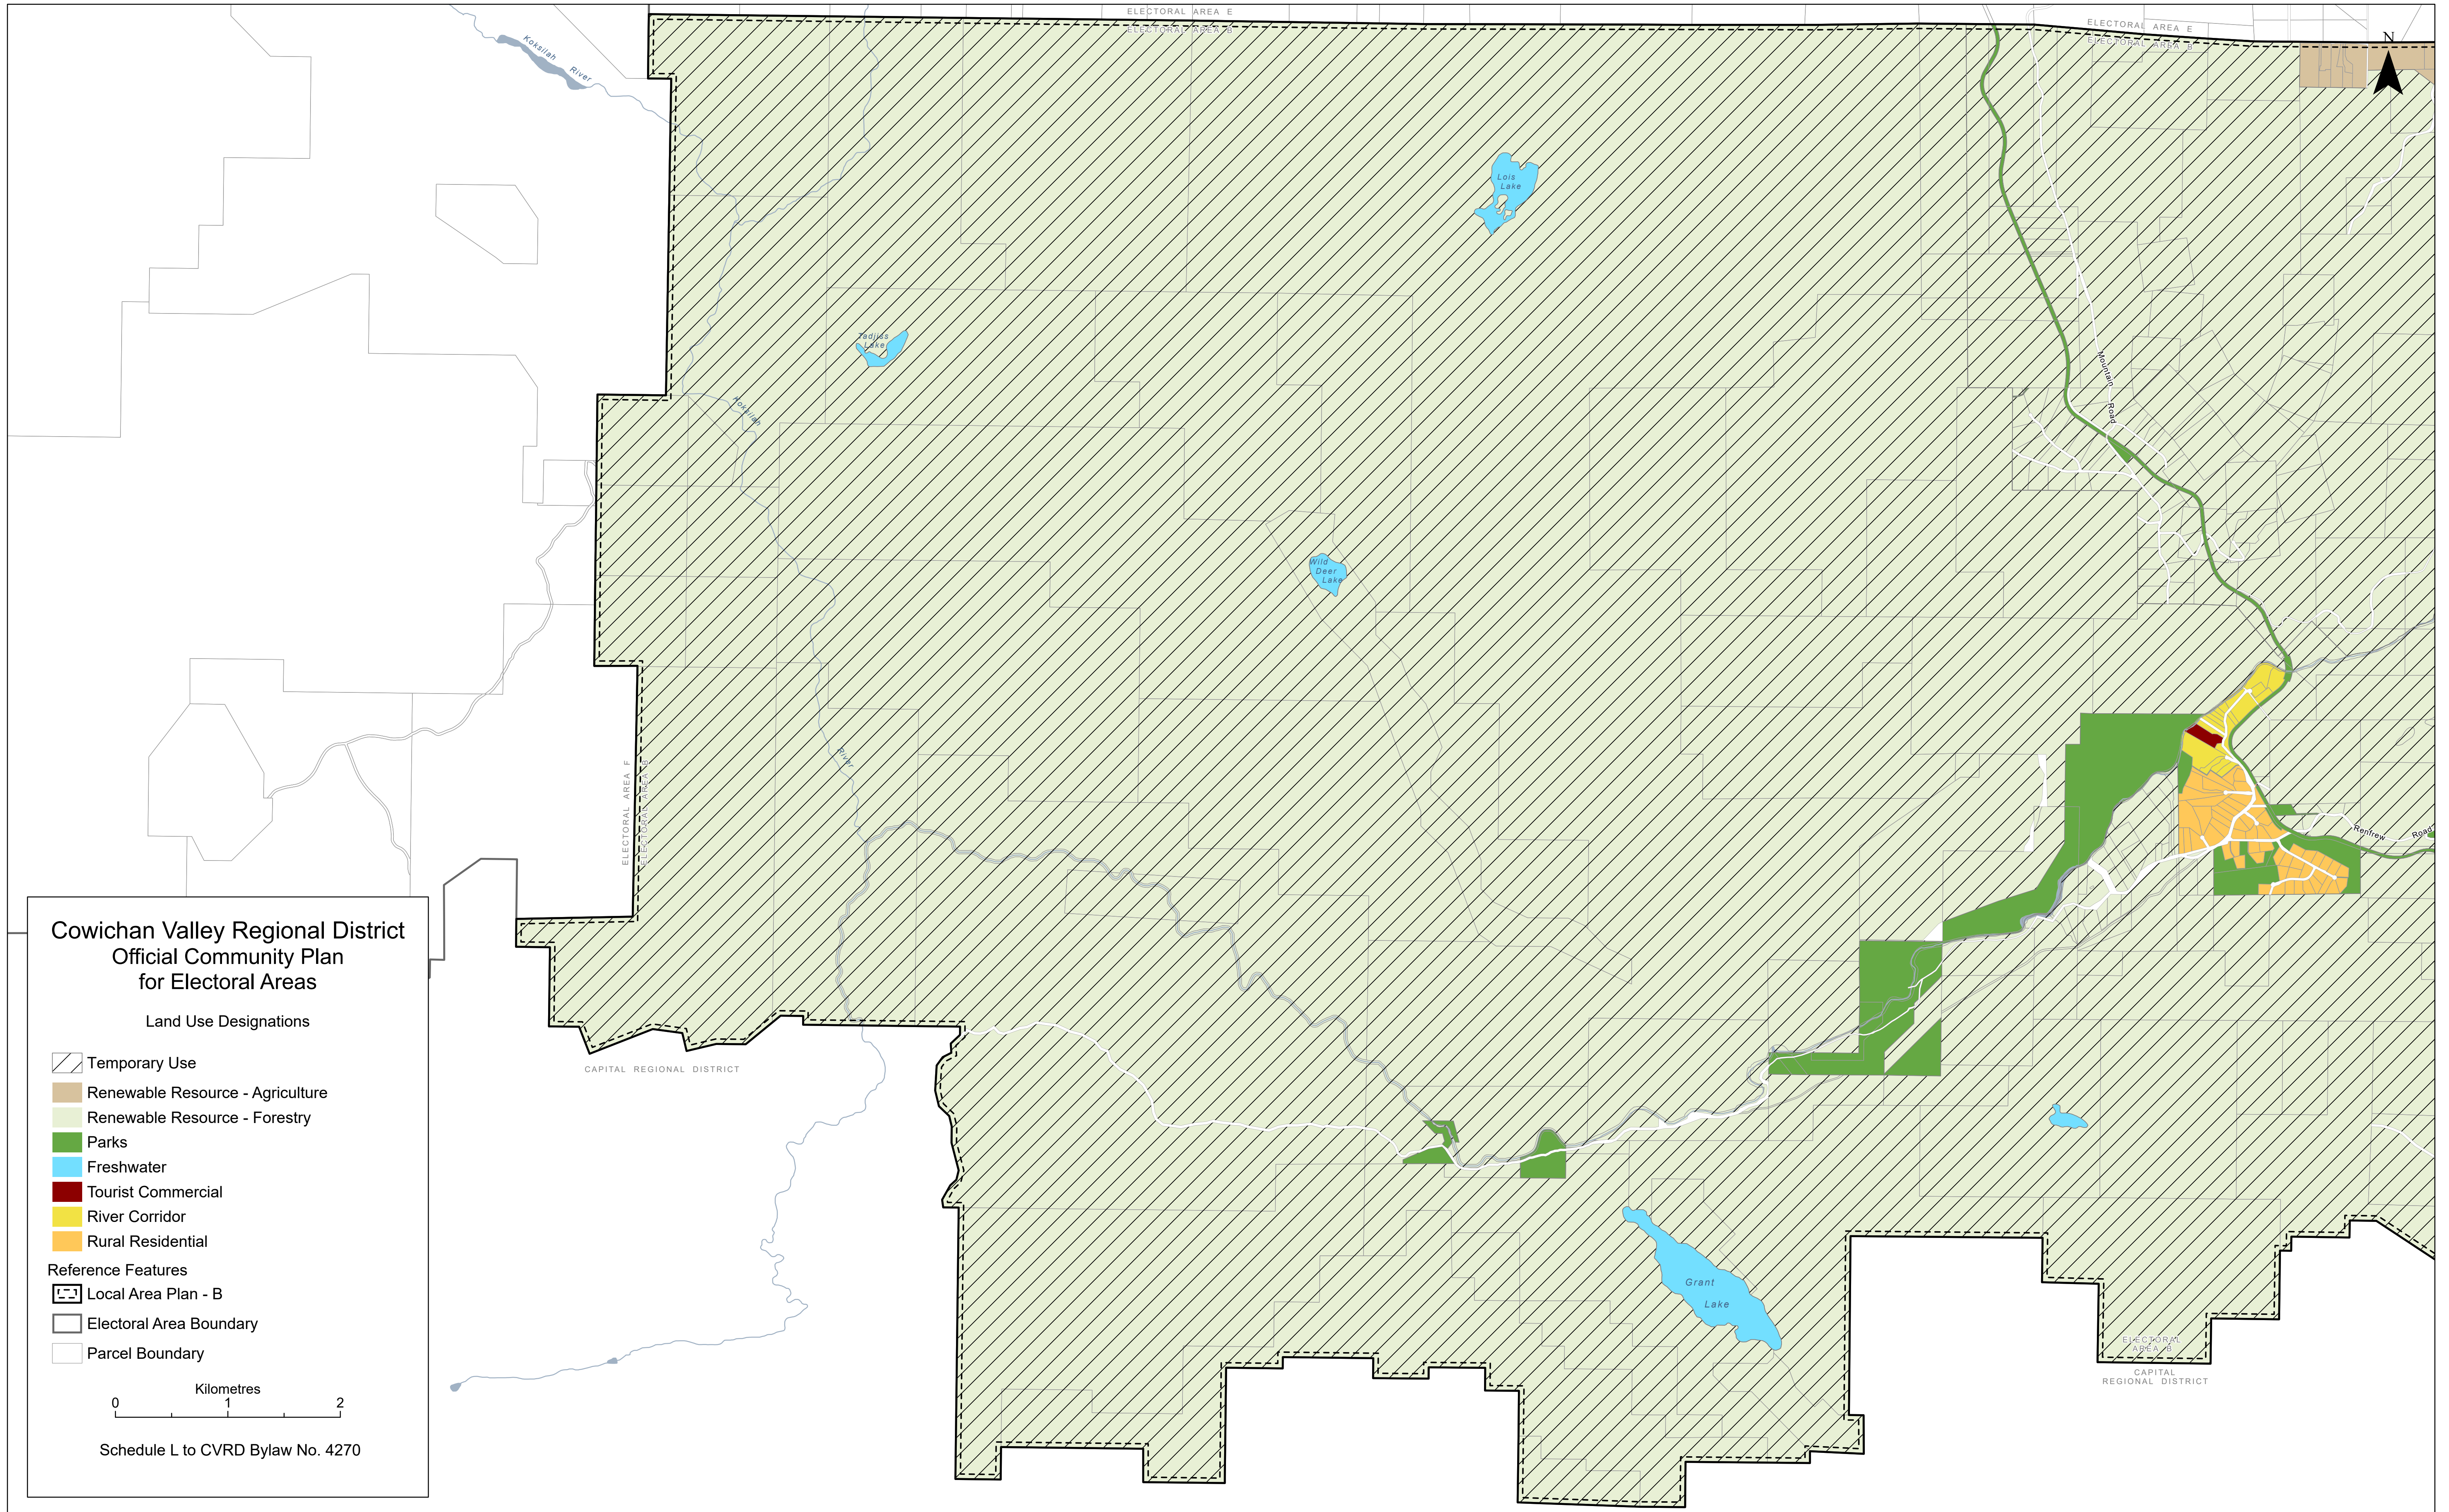 ELECTORAL AREA E
ELECTORAL AREA B
ELECTORAL AREA E
ELECTORAL AREA B
N
Koksilah
River
Lois
Lake
Tadjiss
Lake
Mountain
Road
Koksilah
Wild
Deer
Lake
River
ELECTORAL AREA F
ELECTORAL AREA B
Renfrew
Road
CAPITAL REGIONAL DISTRICT
Grant
Lake
ELECTORAL
AREA B
CAPITAL
REGIONAL DISTRICT
Cowichan Valley Regional District
Official Community Plan
for Electoral Areas
Land Use Designations
Temporary Use
Renewable Resource - Agriculture
Renewable Resource - Forestry
Parks
Freshwater
Tourist Commercial
River Corridor
Rural Residential
Reference Features
Local Area Plan - B
Electoral Area Boundary
Parcel Boundary
Kilometres
0 1 2
Schedule L to CVRD Bylaw No. 4270